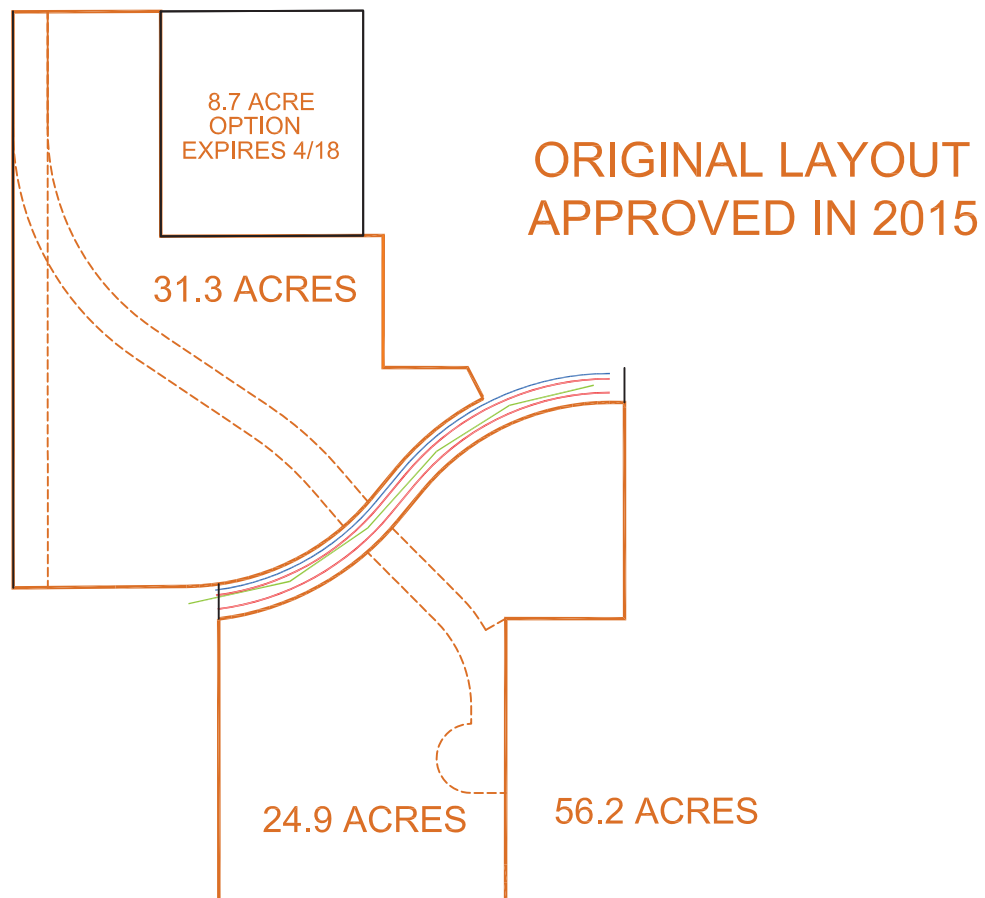 8.7 ACRE
OPTION
EXPIRES 4/18
ORIGINAL LAYOUT
APPROVED IN 2015
31.3 ACRES
24.9 ACRES
56.2 ACRES